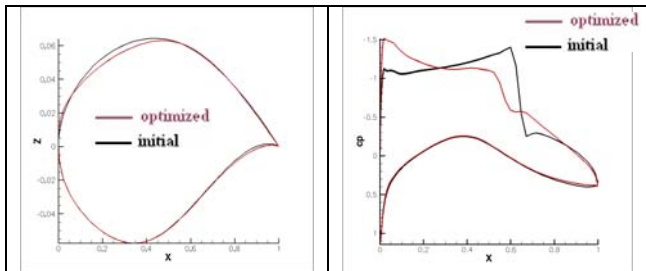 0,06
0,04
0,02
Z
0
-0,02
-0,04
optimized
initial
0 0,2 0,4 0,6 0,8 1
X
optimized
initial
-1,5
-1
-0,5
cp
0
0,5
1
0 0,2 0,4 0,6 0,8 1
X